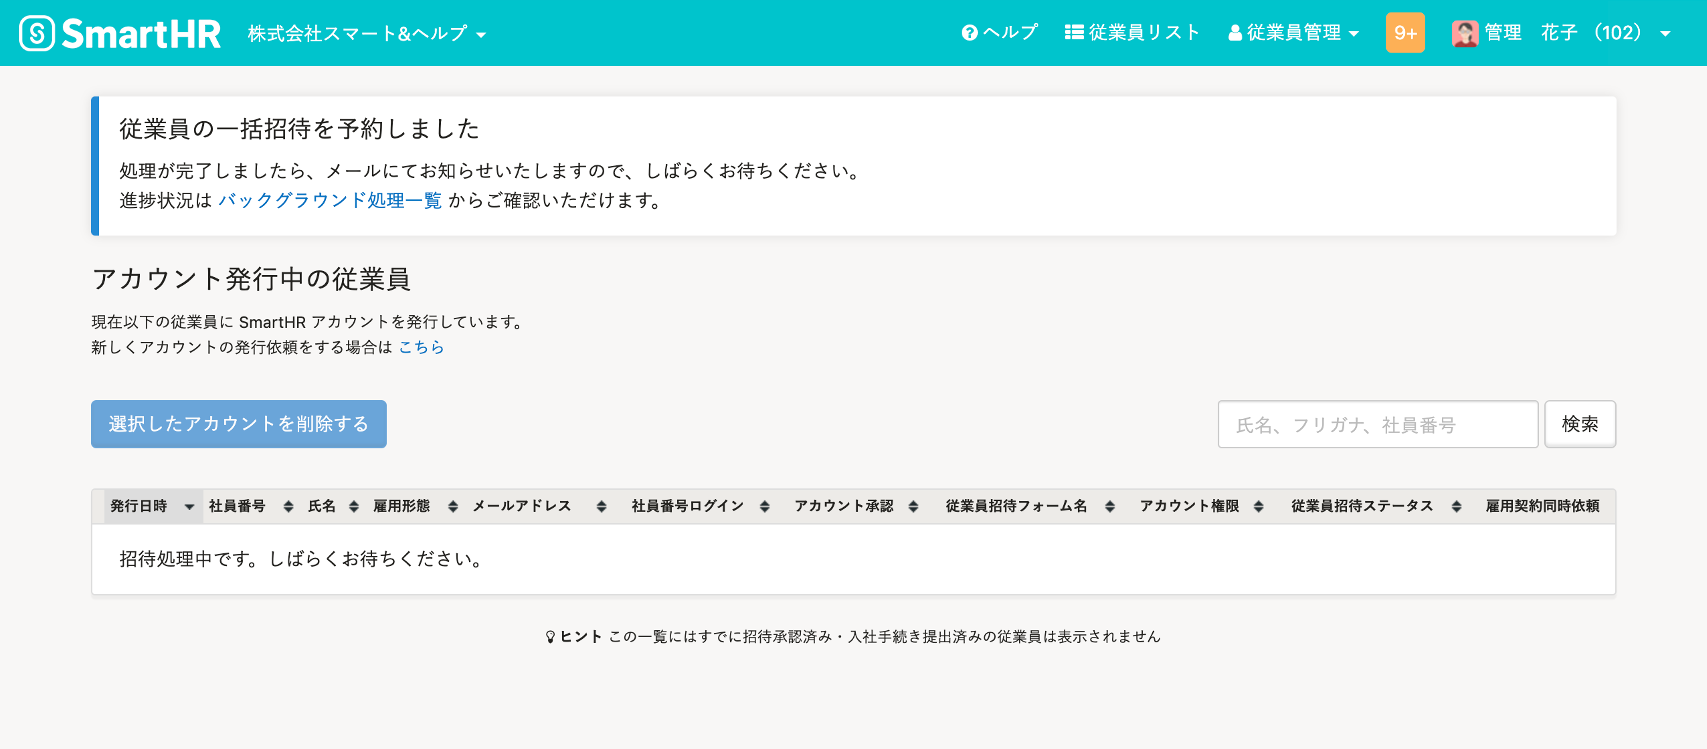 SmartHR 株式会社スマート&ヘルプ ヘルプ 従業員リスト 従業員管理 9+ 管理 花子 （102）
従業員の一括招待を予約しました
処理が完了しましたら、メールにてお知らせいたしますので、しばらくお待ちください。
進捗状況は バックグラウンド処理一覧 からご確認いただけます。
アカウント発行中の従業員
現在以下の従業員に SmartHR アカウントを発行しています。
新しくアカウントの発行依頼をする場合は こちら
選択したアカウントを削除する 氏名、フリガナ、社員番号 検索
発行日時 社員番号 氏名 雇用形態 メールアドレス 社員番号ログイン アカウント承認 従業員招待フォーム名 アカウント権限 従業員招待ステータス 雇用契約同時依頼
招待処理中です。しばらくお待ちください。
ヒント この一覧にはすでに招待承認済み・入社手続き提出済みの従業員は表示されません